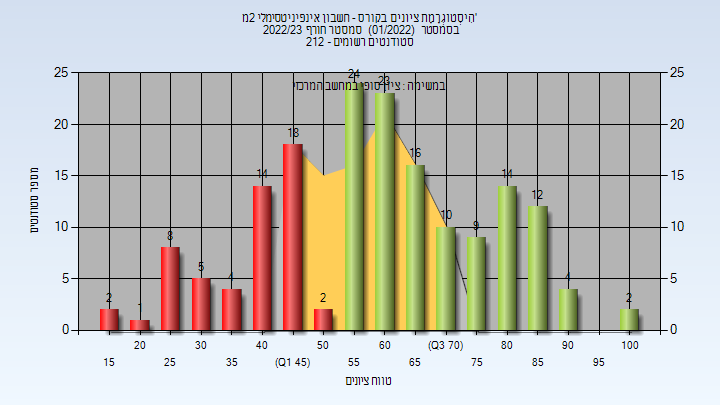 היסטוגרמת ציונים בקורס - חשבון אינפיניטסימלי 2מ'
בסמסטר (01/2022) סמסטר חורף 2022/23
סטודנטים רשומים - 212
במשימה : ציון סופי במחשב המרכזי
25 25
20 20
15 15
10 10
5 5
0 0
מספר סטודנטים
2 1 8 5 4 14 18 2 24 23 16 10 9 14 12 4 2
20 30 40 50 60 (Q3 70) 80 90 100
15 25 35 (Q1 45) 55 65 75 85 95
טווח ציונים